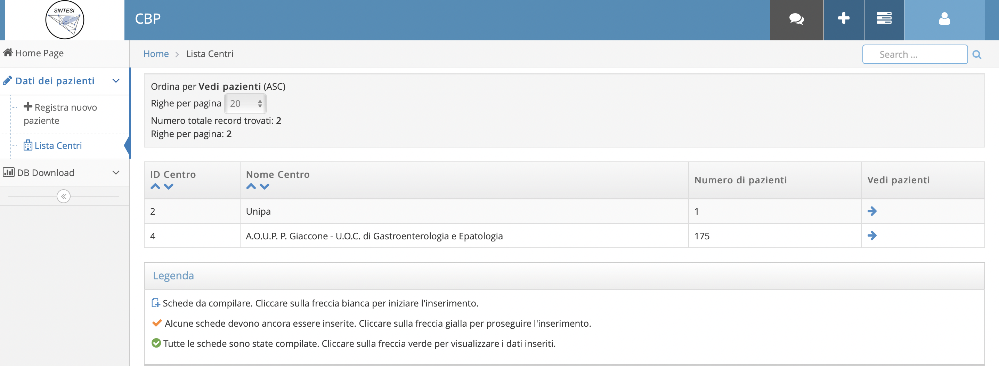 SINTESI
CBP
Home Page
Home > Lista Centri
Search ...
Dati dei pazienti
Registra nuovo
paziente
Lista Centri
DB Download
Ordina per Vedi pazienti (ASC)
Righe per pagina 20
Numero totale record trovati: 2
Righe per pagina: 2
ID Centro
Nome Centro
Numero di pazienti
Vedi pazienti
2 Unipa 1
4 A.O.U.P. P. Giaccone - U.O.C. di Gastroenterologia e Epatologia 175
Legenda
Schede da compilare. Cliccare sulla freccia bianca per iniziare l'inserimento.
Alcune schede devono ancora essere inserite. Cliccare sulla freccia gialla per proseguire l'inserimento.
Tutte le schede sono state compilate. Cliccare sulla freccia verde per visualizzare i dati inseriti.